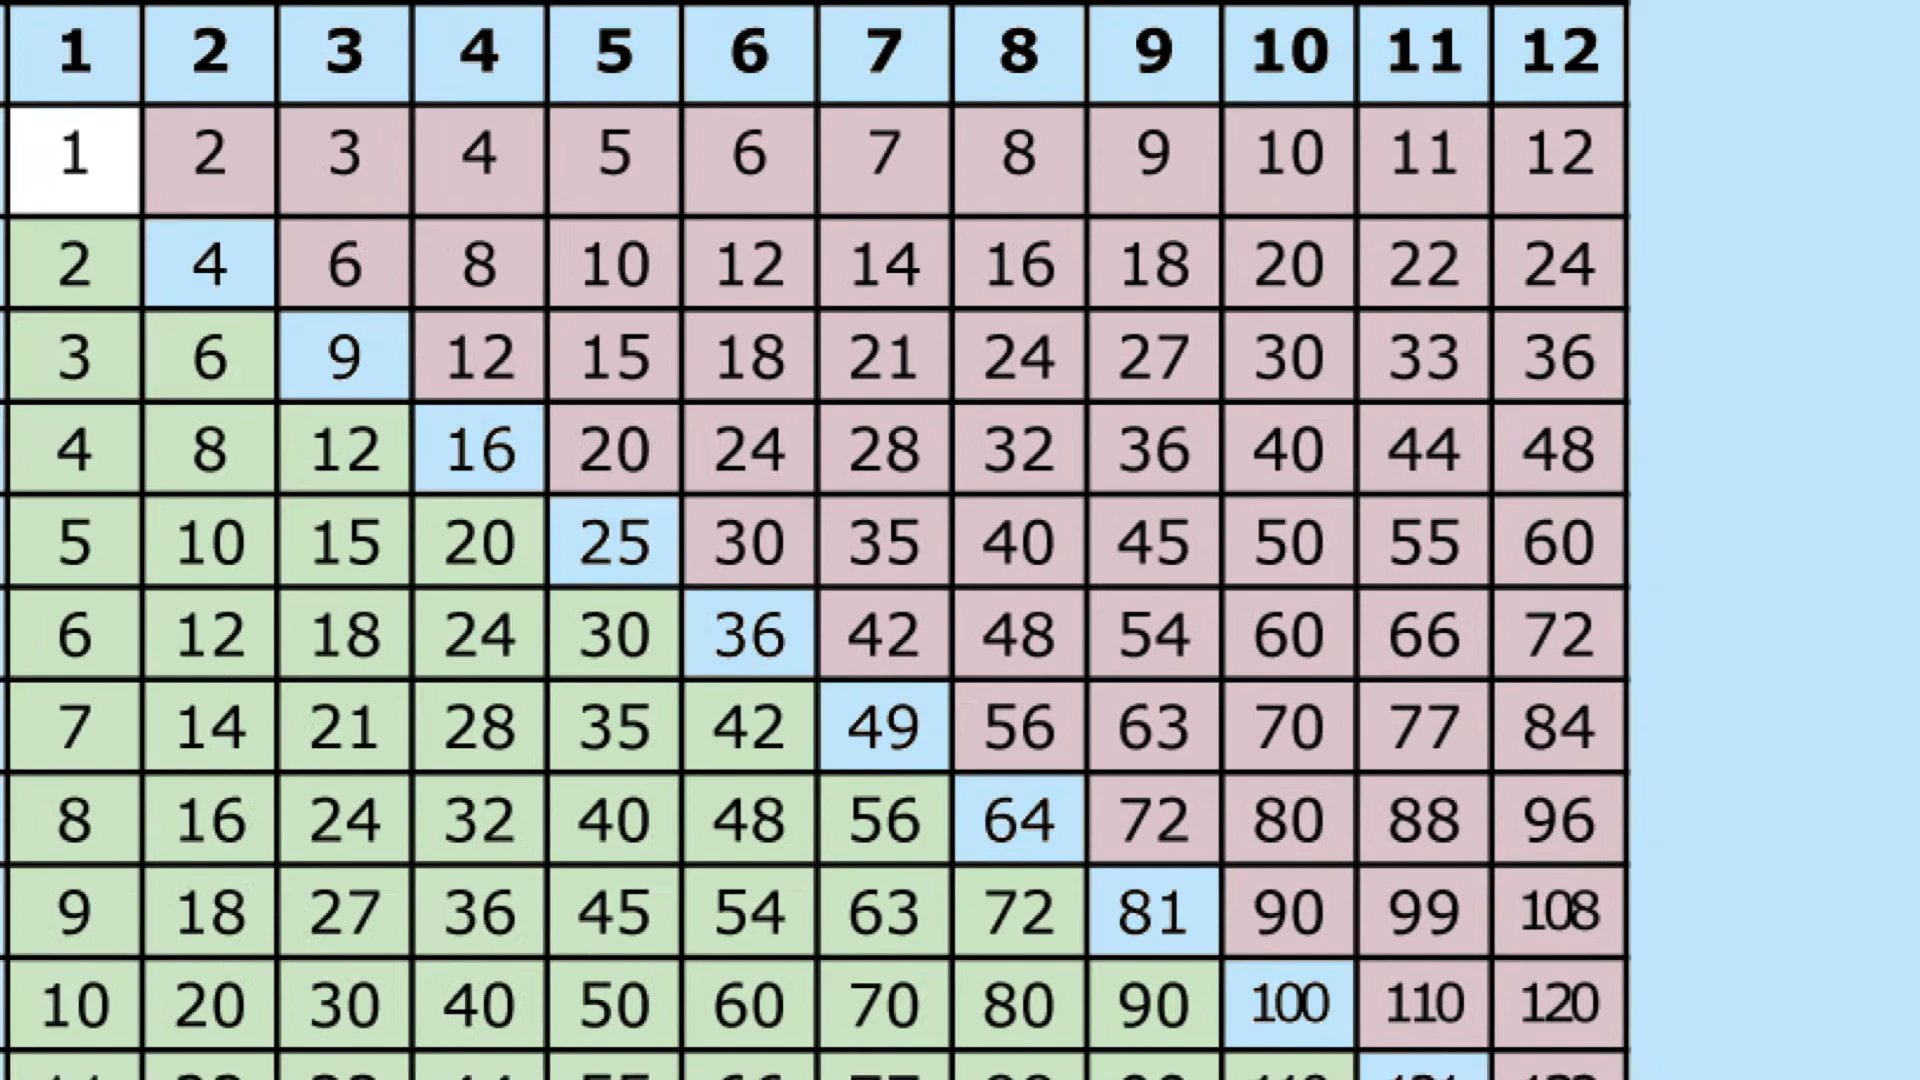 1 2 3 4 5 6 7 8 9 10 11 12
1 2 3 4 5 6 7 8 9 10 11 12
2 4 6 8 10 12 14 16 18 20 22 24
3 6 9 12 15 18 21 24 27 30 33 36
4 8 12 16 20 24 28 32 36 40 44 48
5 10 15 20 25 30 35 40 45 50 55 60
6 12 18 24 30 36 42 48 54 60 66 72
7 14 21 28 35 42 49 56 63 70 77 84
8 16 24 32 40 48 56 64 72 80 88 96
9 18 27 36 45 54 63 72 81 90 99 108
10 20 30 40 50 60 70 80 90 100 110 120